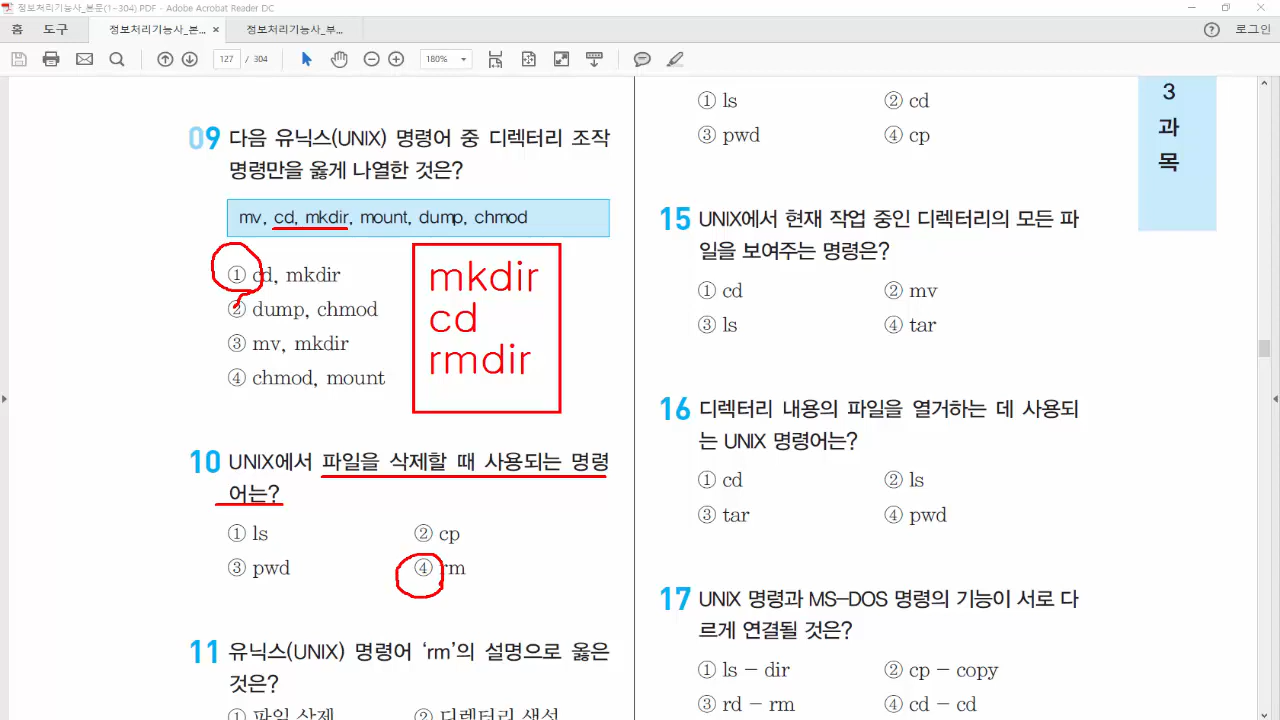 정보처리기능사_본문(1-304) PDF - Adobe Acrobat Reader DC
홈 도구 정보처리기능사_본... × 정보처리기능사_부... 로그인
127 / 304 180%
09 다음 유닉스(UNIX) 명령어 중 디렉터리 조작
명령만을 옳게 나열한 것은?
mv, cd, mkdir, mount, dump, chmod
① cd, mkdir
② dump, chmod
③ mv, mkdir
④ chmod, mount
mkdir
cd
rmdir
10 UNIX에서 파일을 삭제할 때 사용되는 명령
어는?
① ls ② cp
③ pwd ④ rm
11 유닉스(UNIX) 명령어 ‘rm’의 설명으로 옳은
것은?
① 파일 삭제 ② 디렉터리 생성
① ls ② cd
③ pwd ④ cp
15 UNIX에서 현재 작업 중인 디렉터리의 모든 파
일을 보여주는 명령은?
① cd ② mv
③ ls ④ tar
16 디렉터리 내용의 파일을 열거하는 데 사용되
는 UNIX 명령어는?
① cd ② ls
③ tar ④ pwd
17 UNIX 명령과 MS-DOS 명령의 기능이 서로 다
르게 연결될 것은?
① ls - dir ② cp - copy
③ rd - rm ④ cd - cd
3
과
목